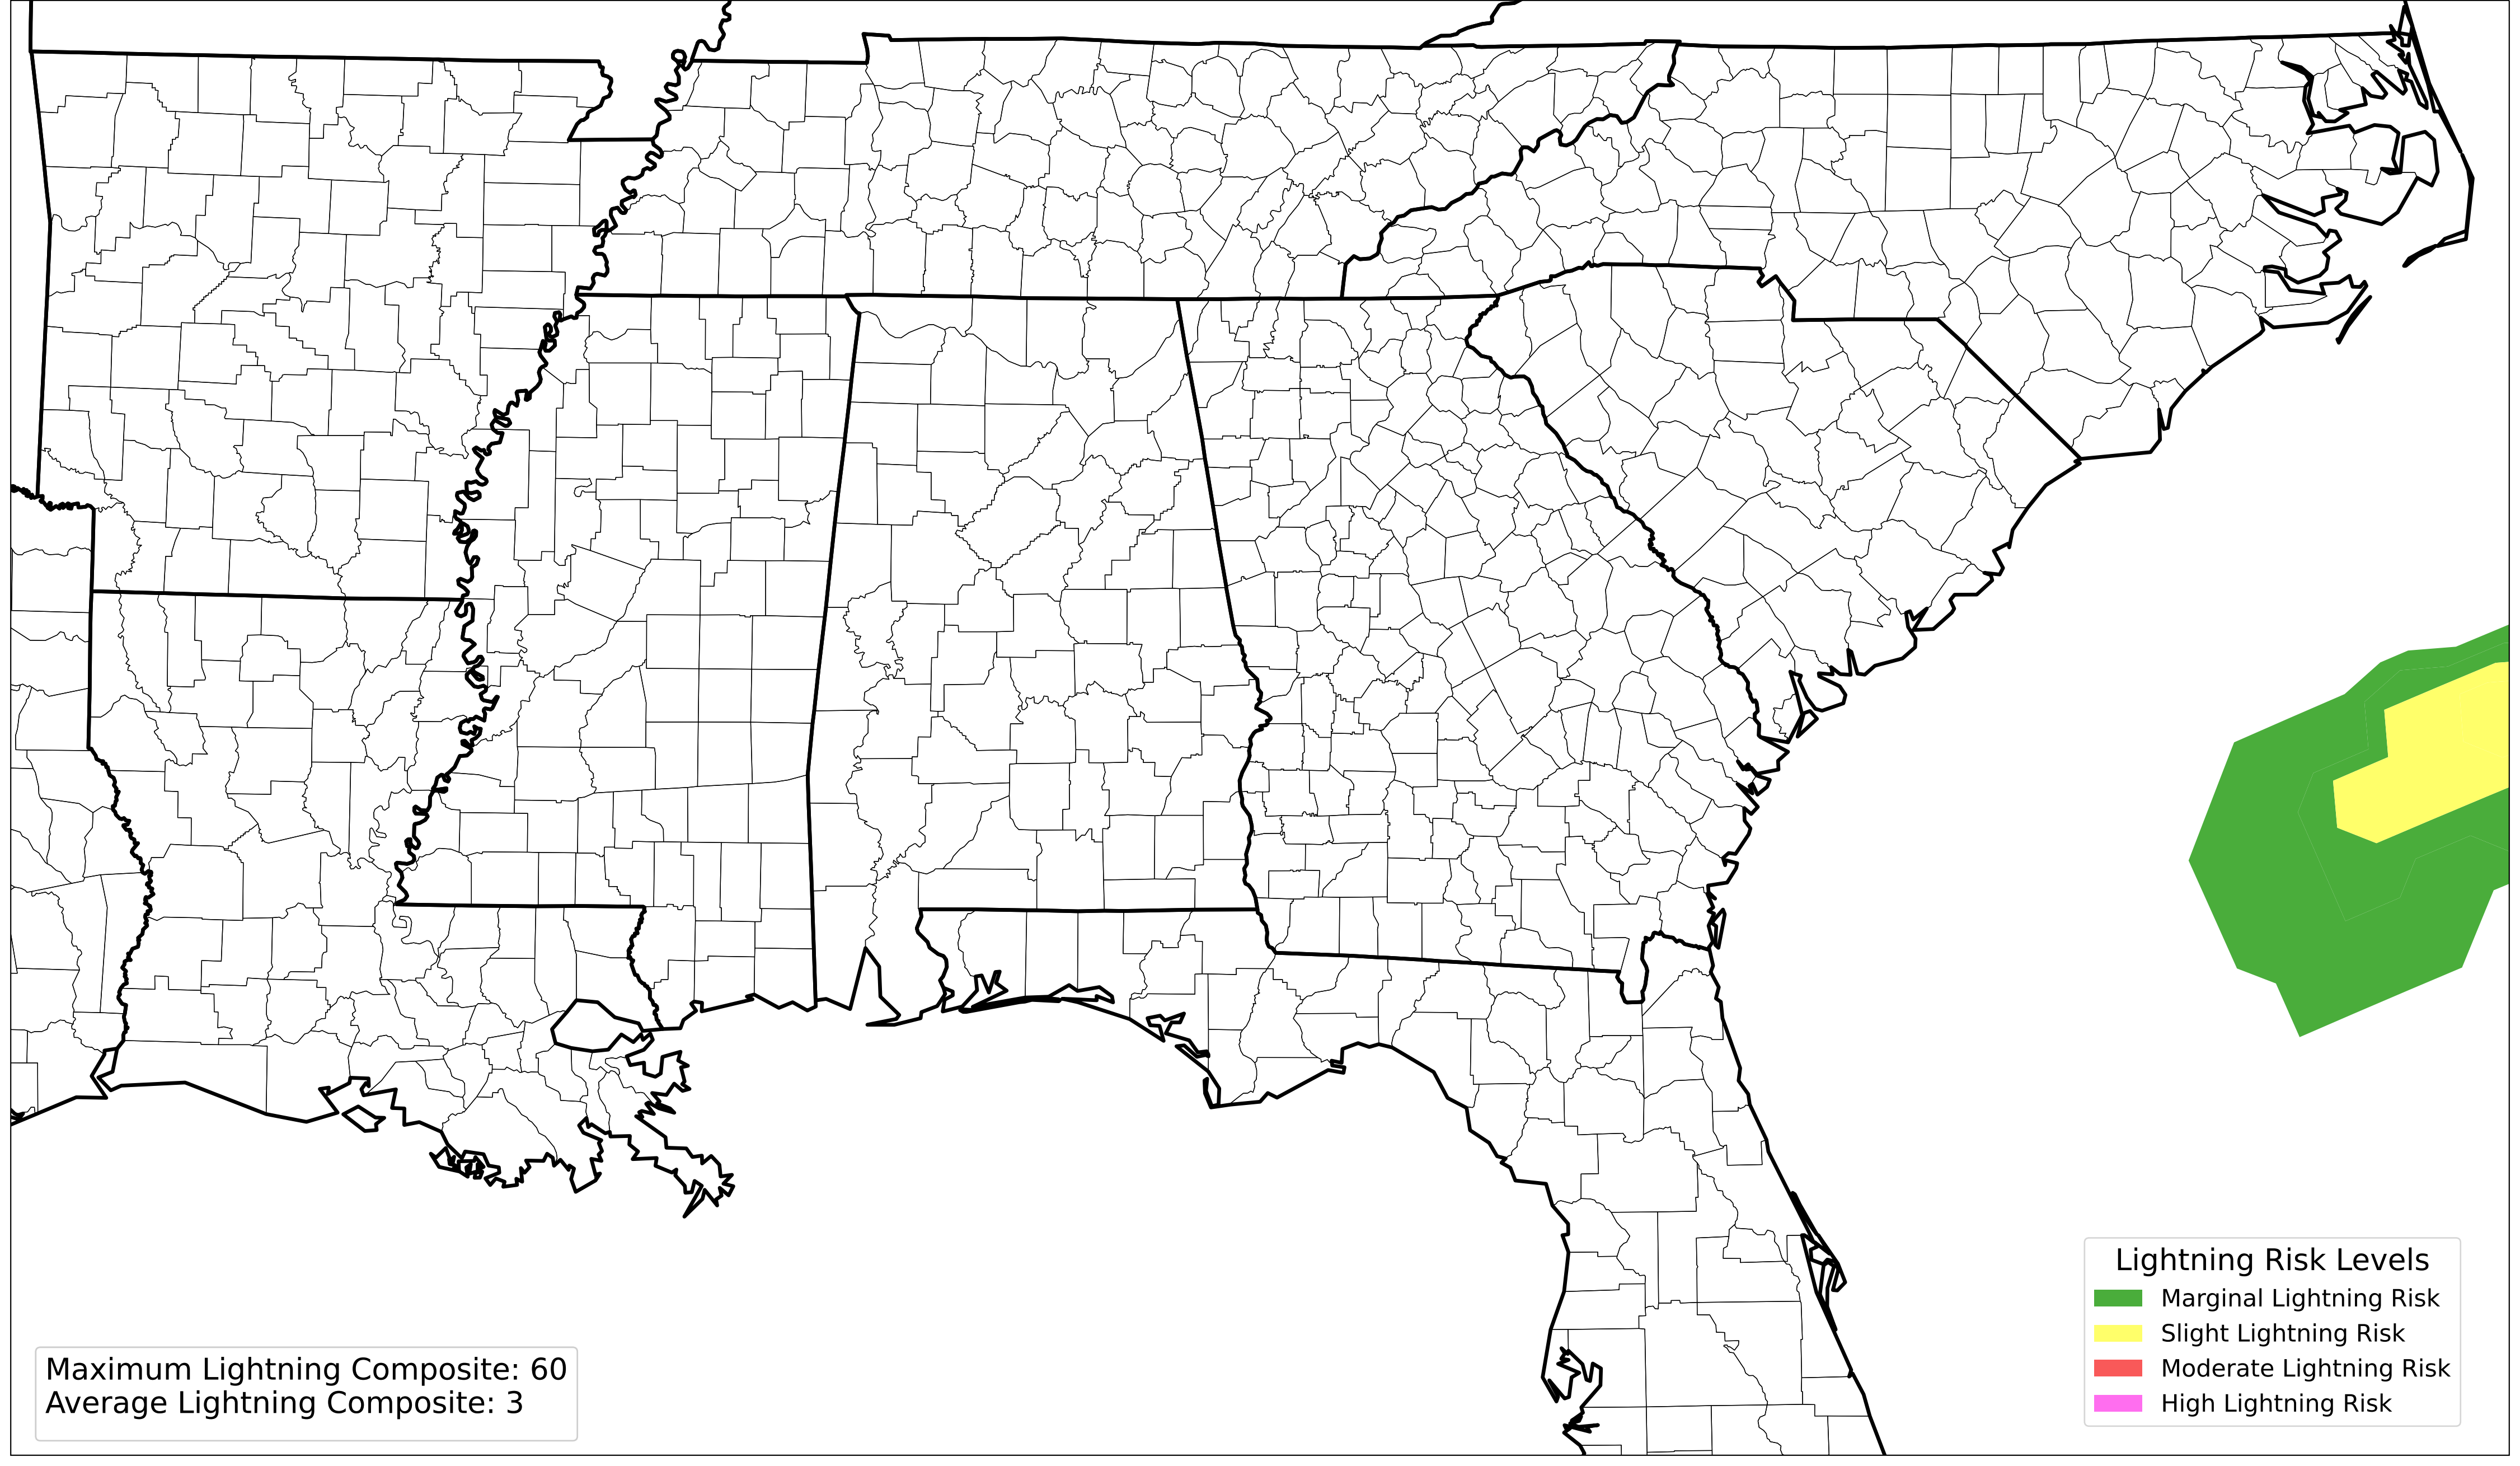 Lightning Risk Levels
Marginal Lightning Risk
Slight Lightning Risk
Moderate Lightning Risk
High Lightning Risk
Maximum Lightning Composite: 60
Average Lightning Composite: 3